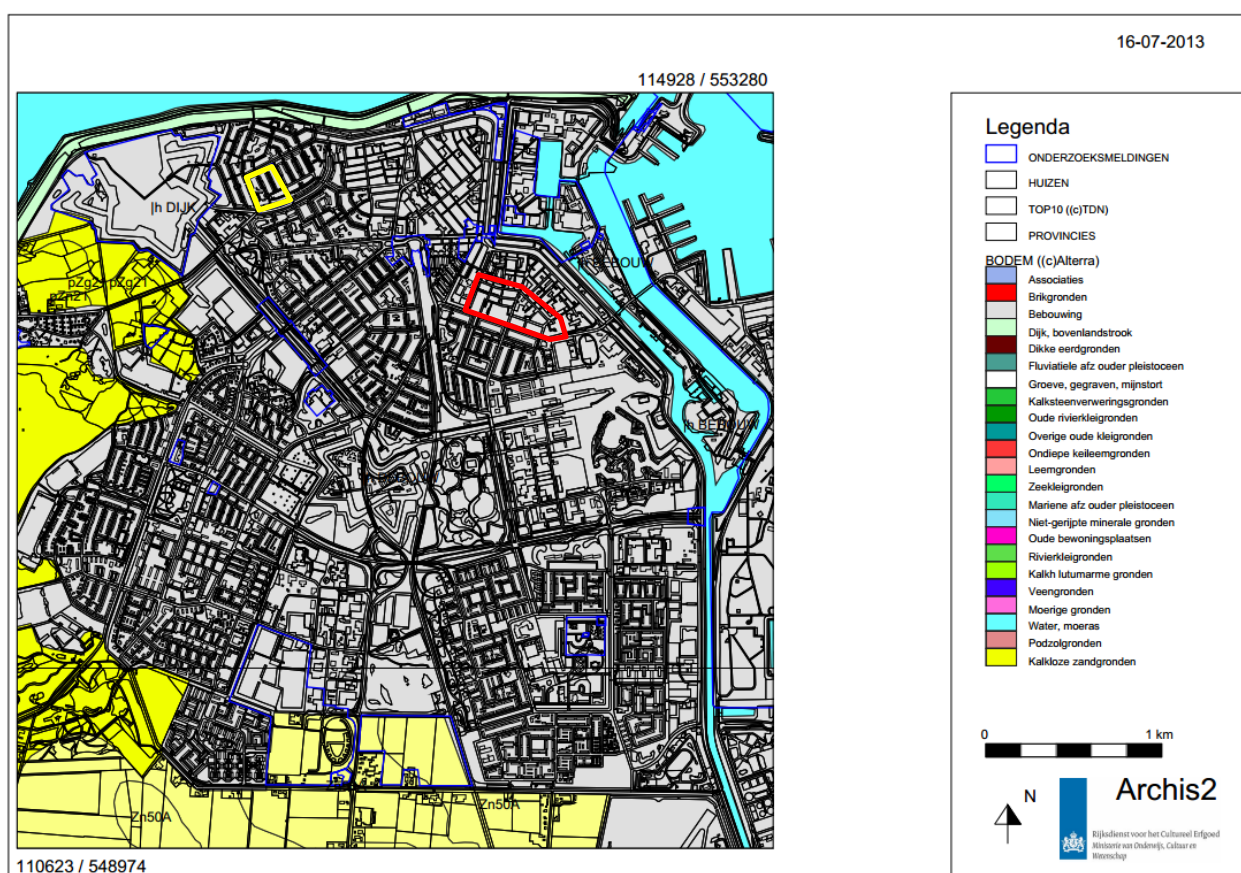 16-07-2013
114928 / 553280
|h DIJK
pZg21 pZg21
pZn21
|h BEBOUW
Zn50A
Zn50A
110623 / 548974
Legenda
ONDERZOEKSMELDINGEN
HUIZEN
TOP10 ((c)TDN)
PROVINCIES
BODEM ((c)Alterra)
Associaties
Brikgronden
Bebouwing
Dijk, bovenlandstrook
Dikke eerdgronden
Fluviatiele afz ouder pleistoceen
Groeve, gegraven, mijnstort
Kalksteenverweringsgronden
Oude rivierkleigronden
Overige oude kleigronden
Ondiepe keileemgronden
Leemgronden
Zeekleigronden
Mariene afz ouder pleistoceen
Niet-gerijpte minerale gronden
Oude bewoningsplaatsen
Rivierkleigronden
Kalkh lutumarme gronden
Veengronden
Moerige gronden
Water, moeras
Podzolgronden
Kalkloze zandgronden
0 1 km
N
Archis2
Rijksdienst voor het Cultureel Erfgoed
Ministerie van Onderwijs, Cultuur en
Wetenschap